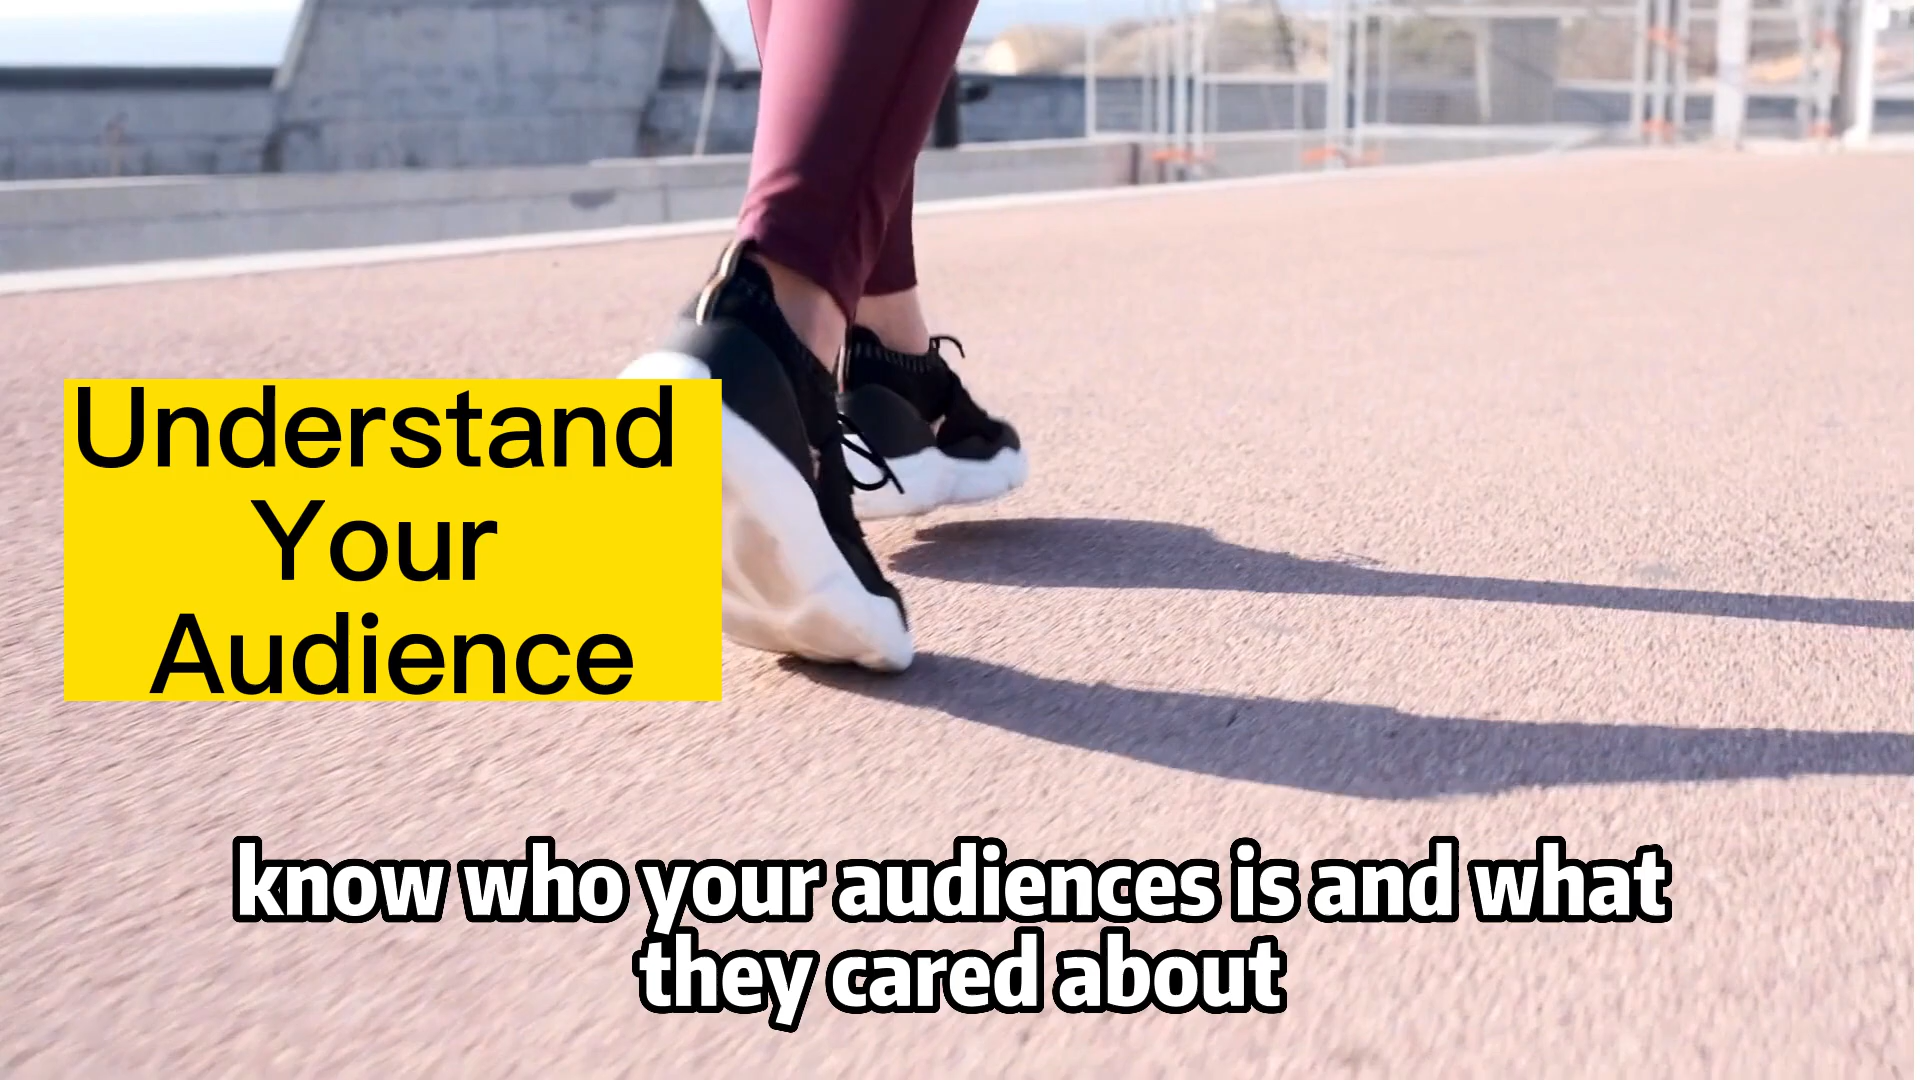 Understand
Your
Audience
know who your audiences is and what
they cared about